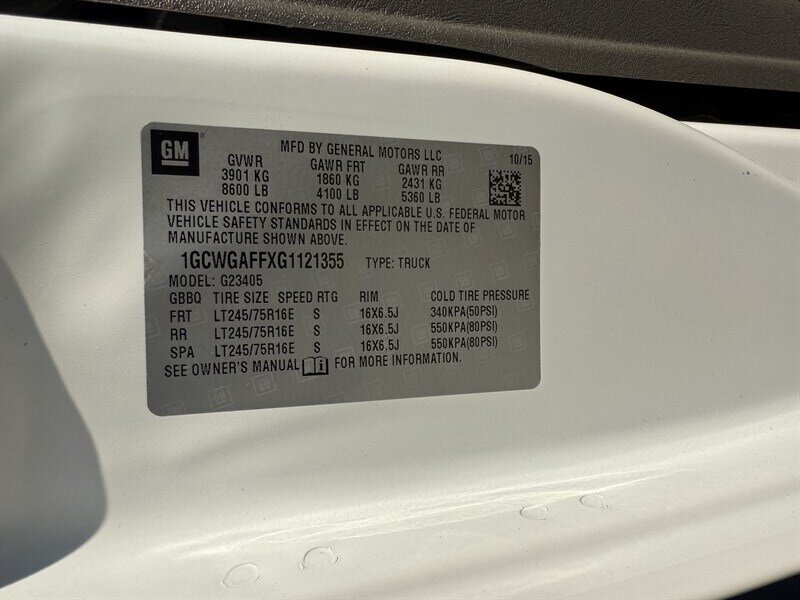 GM
MFD BY GENERAL MOTORS LLC 10/15
GVWR GAWR FRT GAWR RR
3901 KG 1860 KG 2431 KG
8600 LB 4100 LB 5360 LB
THIS VEHICLE CONFORMS TO ALL APPLICABLE U.S. FEDERAL MOTOR
VEHICLE SAFETY STANDARDS IN EFFECT ON THE DATE OF
MANUFACTURE SHOWN ABOVE.
1GCWGAFFXG1121355 TYPE: TRUCK
MODEL: G23405
GBBQ TIRE SIZE SPEED RTG RIM COLD TIRE PRESSURE
FRT LT245/75R16E S 16X6.5J 340KPA(50PSI)
RR LT245/75R16E S 16X6.5J 550KPA(80PSI)
SPA LT245/75R16E S 16X6.5J 550KPA(80PSI)
SEE OWNER'S MANUAL FOR MORE INFORMATION.